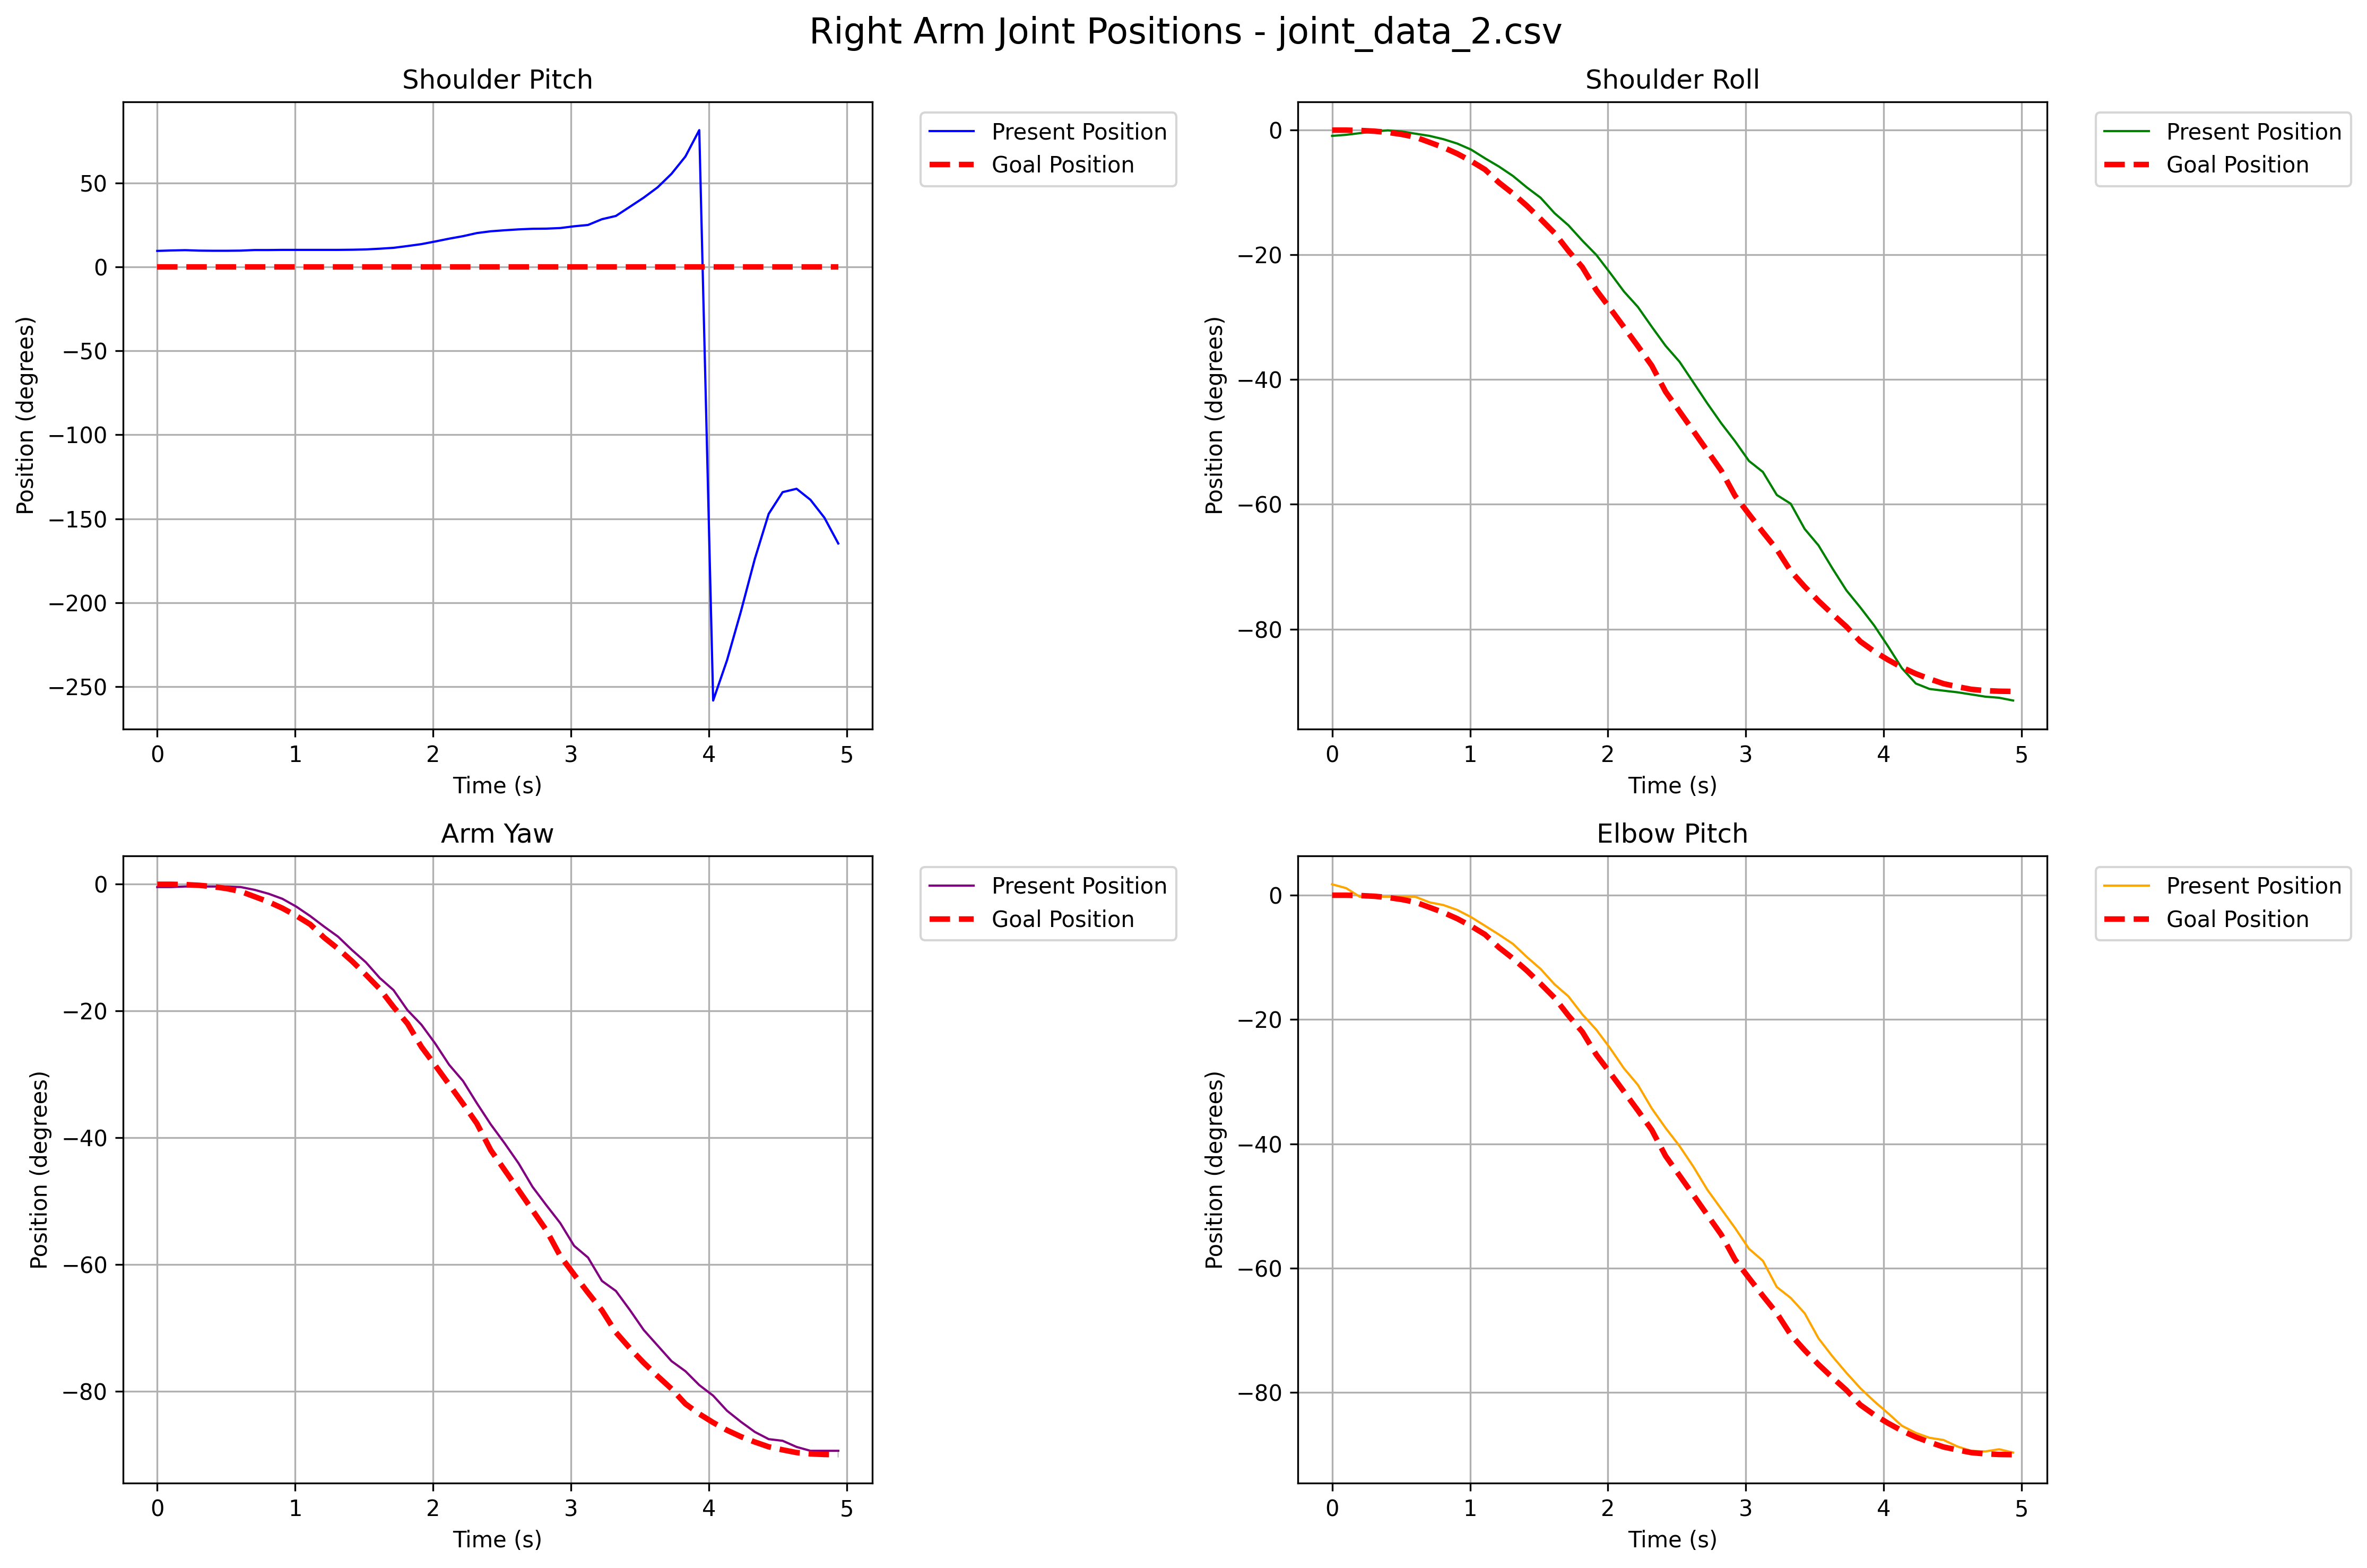 Right Arm Joint Positions - joint_data_2.csv
Shoulder Pitch
Position (degrees)
50
0
−50
−100
−150
−200
−250
0 1 2 3 4 5
Time (s)
Present Position
Goal Position
Shoulder Roll
Position (degrees)
0
−20
−40
−60
−80
0 1 2 3 4 5
Time (s)
Present Position
Goal Position
Arm Yaw
Position (degrees)
0
−20
−40
−60
−80
0 1 2 3 4 5
Time (s)
Present Position
Goal Position
Elbow Pitch
Position (degrees)
0
−20
−40
−60
−80
0 1 2 3 4 5
Time (s)
Present Position
Goal Position